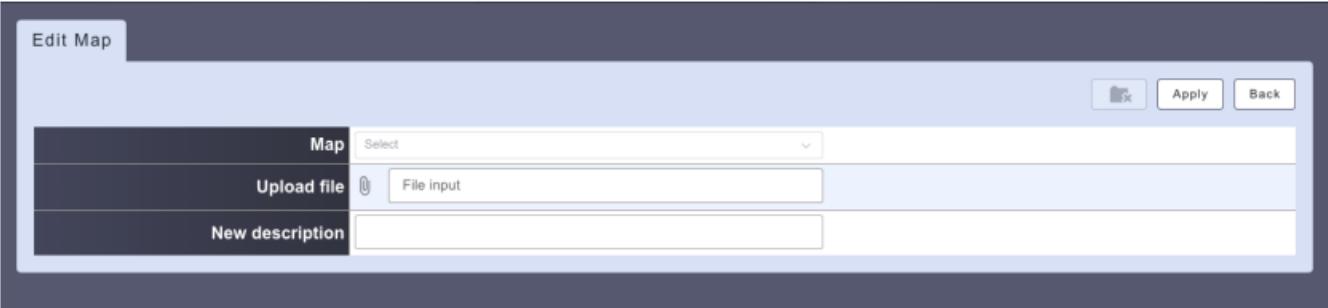 Edit Map
Apply
Back
Map
Select
Upload file
File input
New description